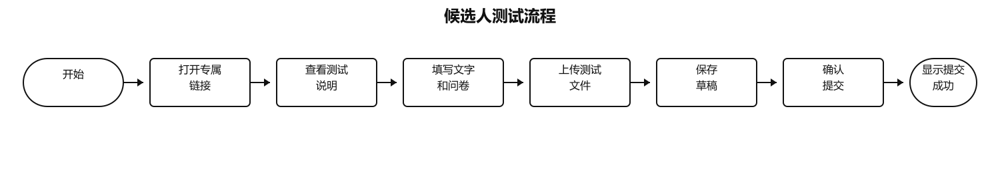 候选人测试流程
开始
打开专属
链接
查看测试
说明
填写文字
和问卷
上传测试
文件
保存
草稿
确认
提交
显示提交
成功